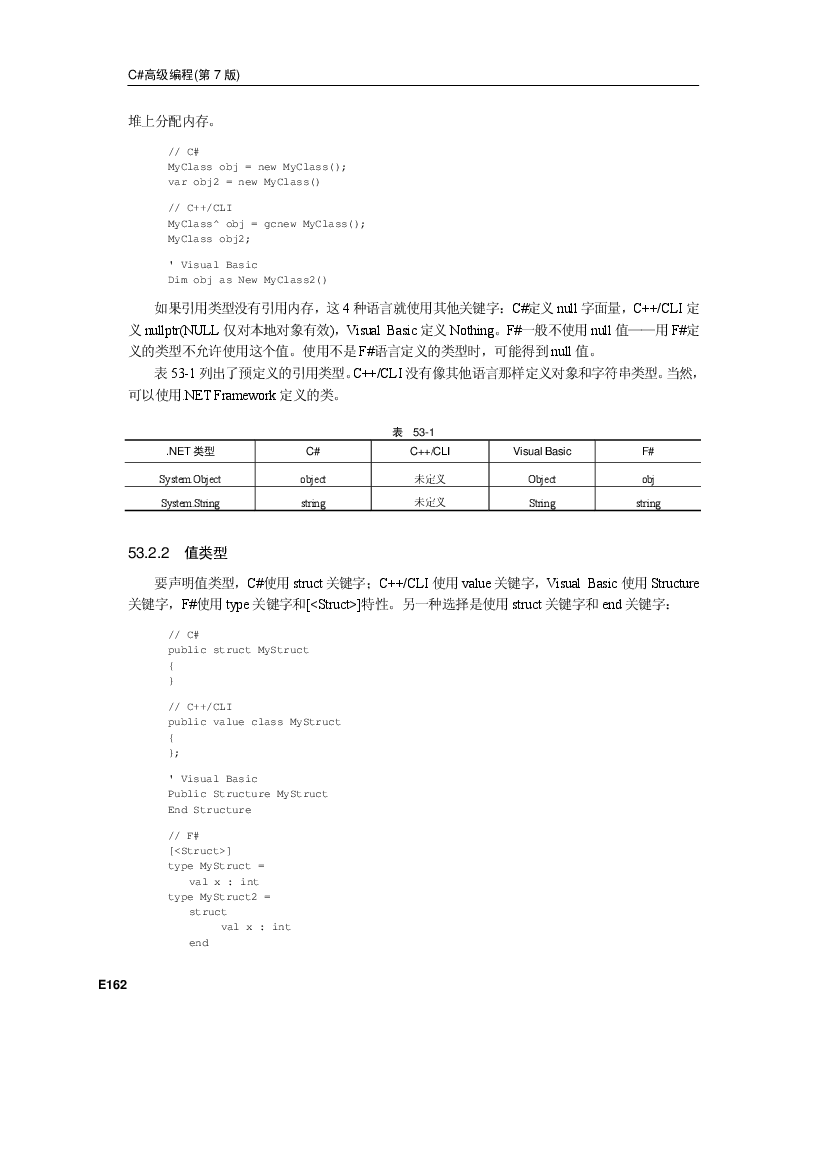 C#高级编程(第 7 版)
堆上分配内存。
// C#
MyClass obj = new MyClass();
var obj2 = new MyClass()
// C++/CLI
MyClass^ obj = gcnew MyClass();
MyClass obj2;
' Visual Basic
Dim obj as New MyClass2()
如果引用类型没有引用内存，这 4 种语言就使用其他关键字：C#定义 null 字面量，C++/CLI 定
义 nullptr(NULL 仅对本地对象有效)，Visual Basic 定义 Nothing。F#一般不使用 null 值——用 F#定
义的类型不允许使用这个值。使用不是 F#语言定义的类型时，可能得到 null 值。
表 53-1 列出了预定义的引用类型。C++/CLI 没有像其他语言那样定义对象和字符串类型。当然，
可以使用.NET Framework 定义的类。
表 53-1
.NET 类型 C# C++/CLI Visual Basic F#
System.Object object 未定义 Object obj
System.String string 未定义 String string
53.2.2 值类型
要声明值类型，C#使用 struct 关键字；C++/CLI 使用 value 关键字，Visual Basic 使用 Structure
关键字，F#使用 type 关键字和[<Struct>]特性。另一种选择是使用 struct 关键字和 end 关键字：
// C#
public struct MyStruct
{
}
// C++/CLI
public value class MyStruct
{
};
' Visual Basic
Public Structure MyStruct
End Structure
// F#
[<Struct>]
type MyStruct =
val x : int
type MyStruct2 =
struct
val x : int
end
E162